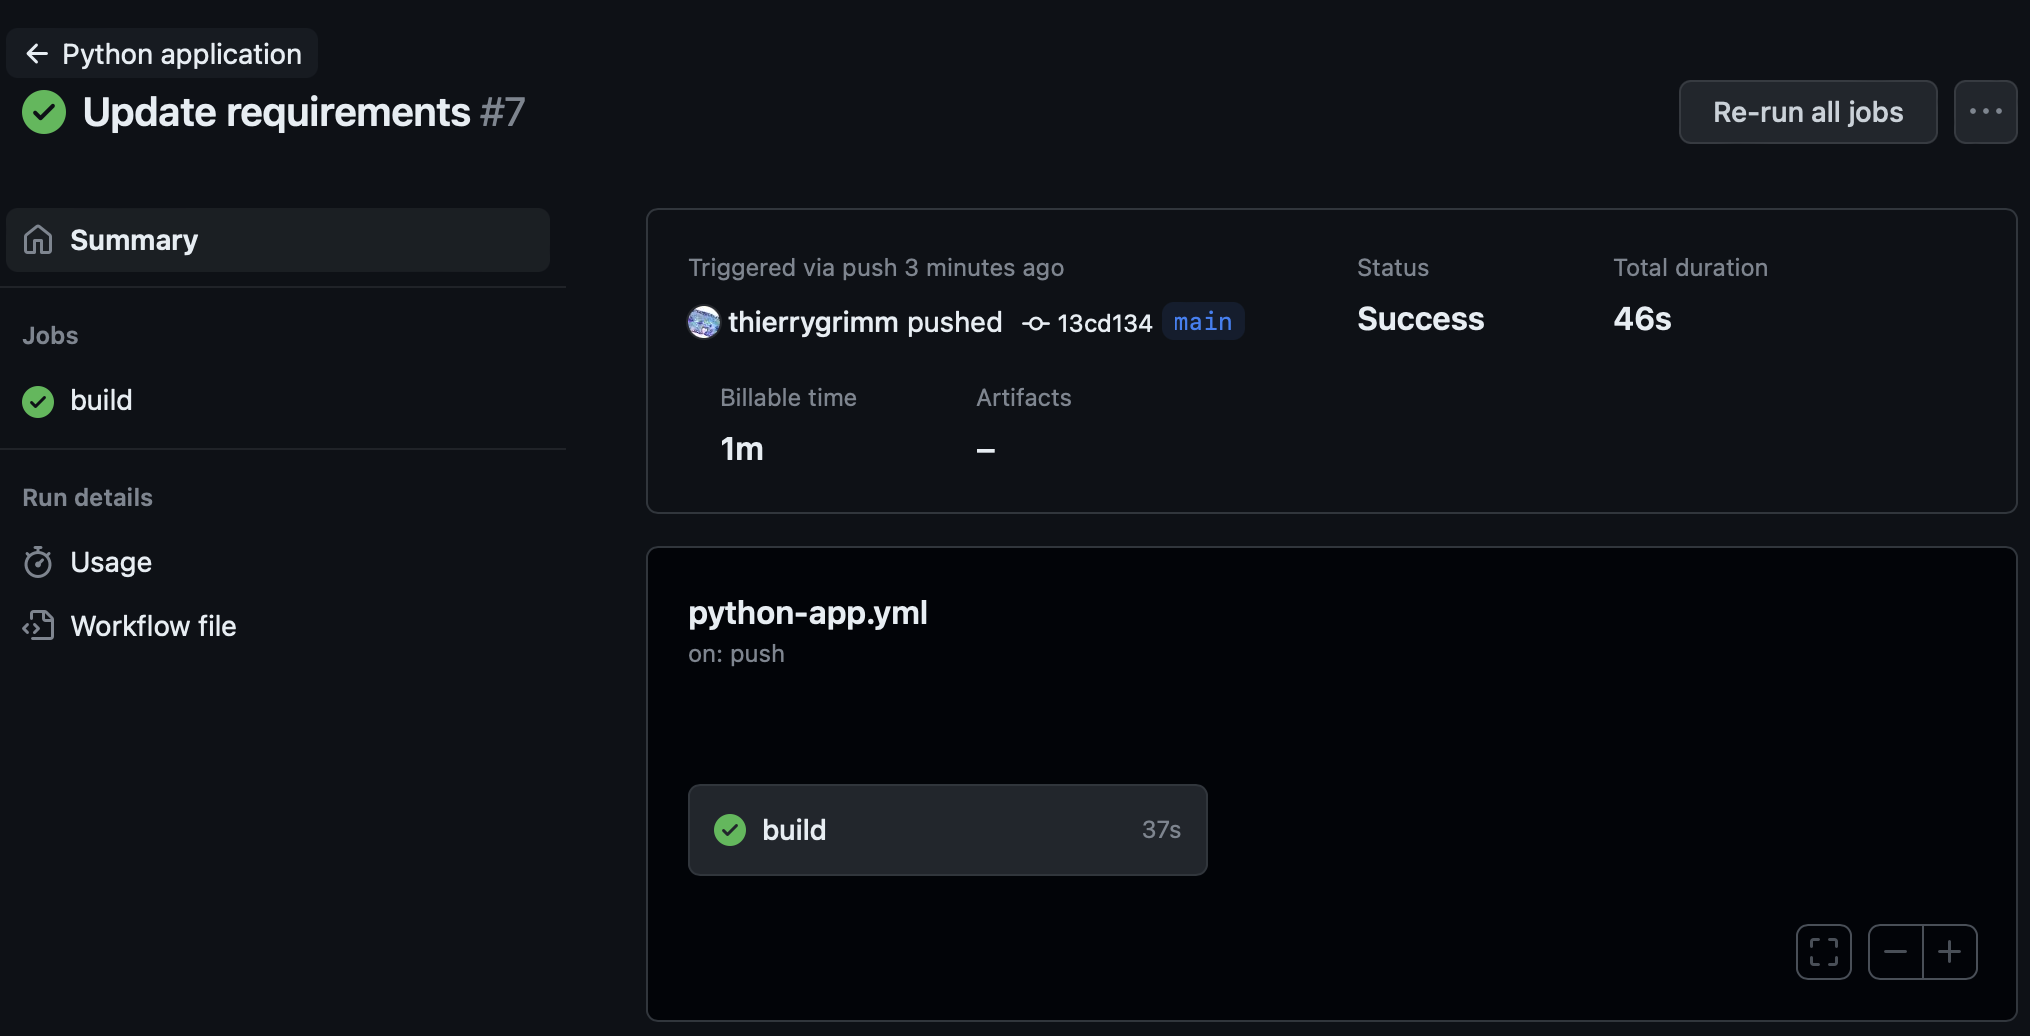 Python application
Update requirements #7
Re-run all jobs
Summary
Jobs
build
Run details
Usage
Workflow file
Triggered via push 3 minutes ago
thierrygrimm pushed 13cd134 main
Status
Success
Total duration
46s
Billable time
1m
Artifacts
–
python-app.yml
on: push
build 37s